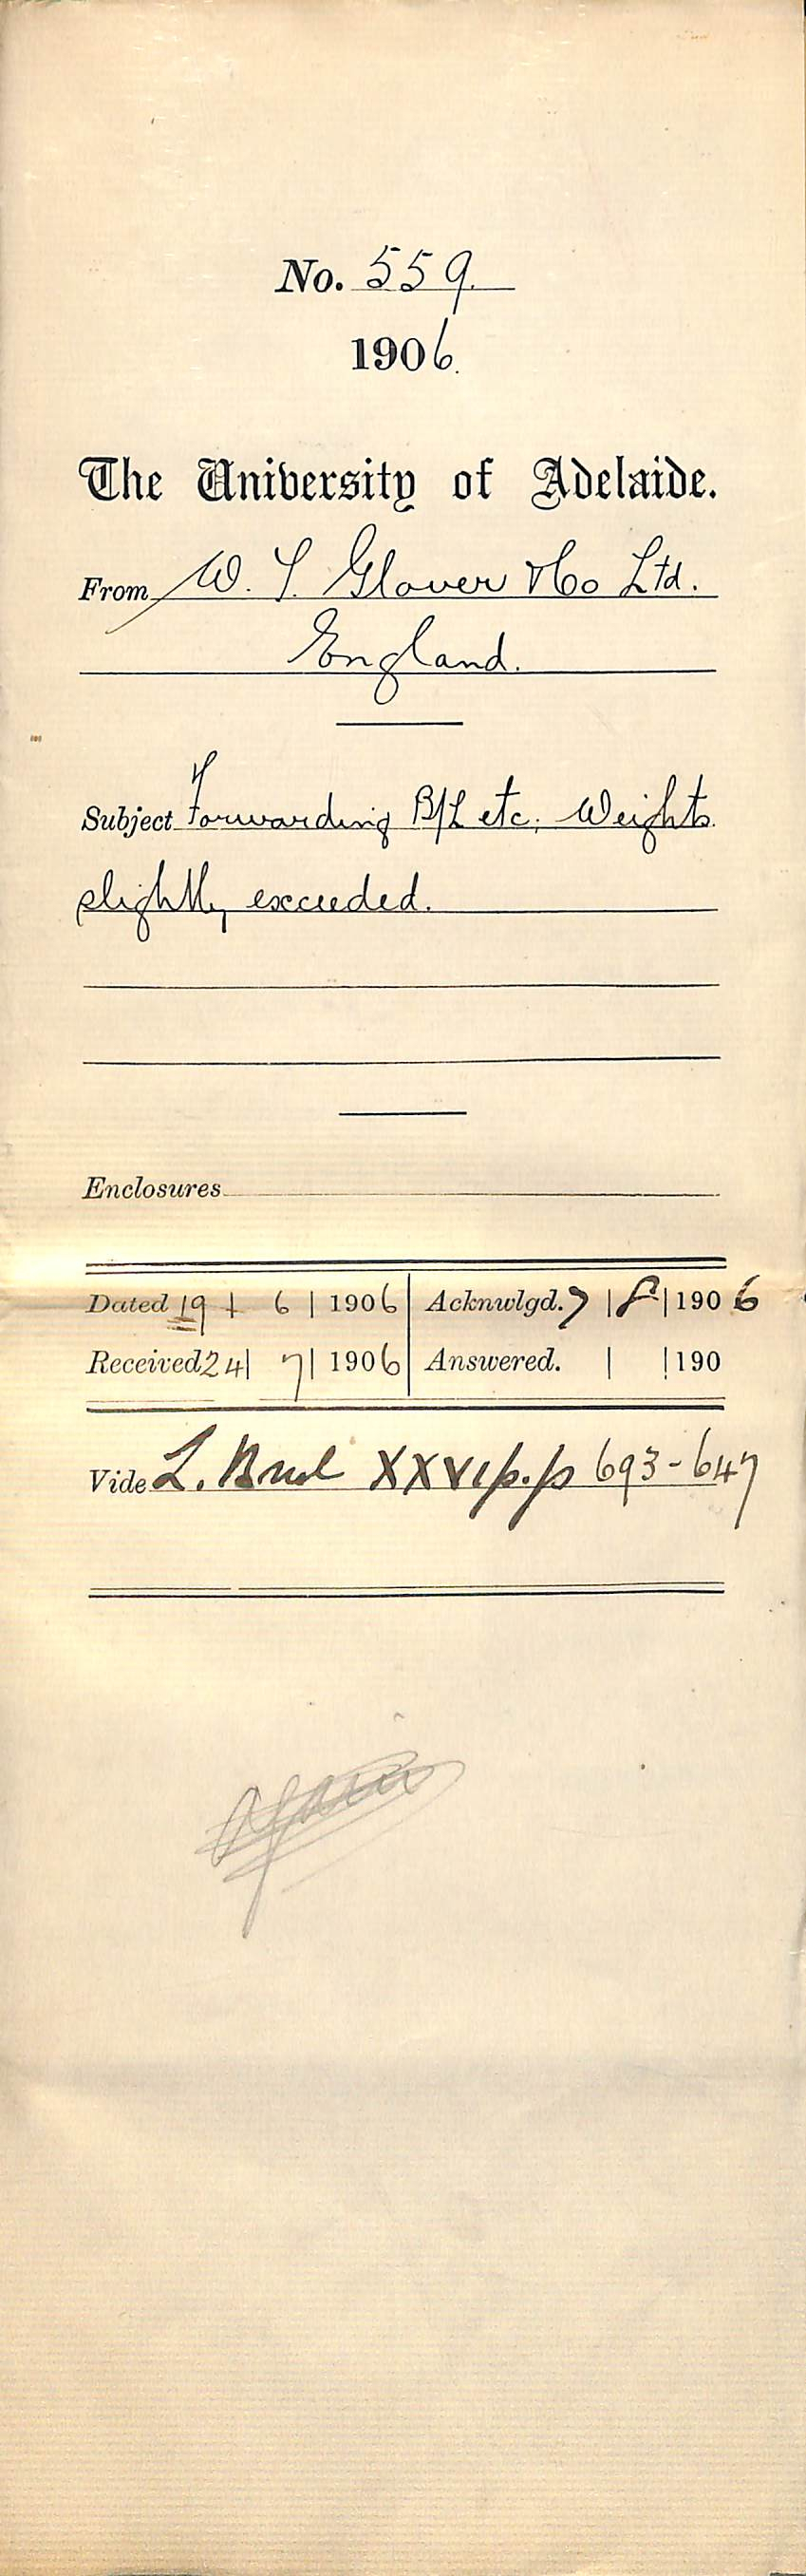 No. 559.
1906.
The University of Adelaide.
From W. T. Glover & Co Ltd.
England.
Subject Forwarding B/L etc. Weights
slightly exceeded.
Enclosures
Dated 19 | 6 | 1906 Acknwlgd. 7 | 8 | 1906
Received 24 | 7 | 1906 Answered. | | 190
Vide L. Book XXVI p.p 693-647